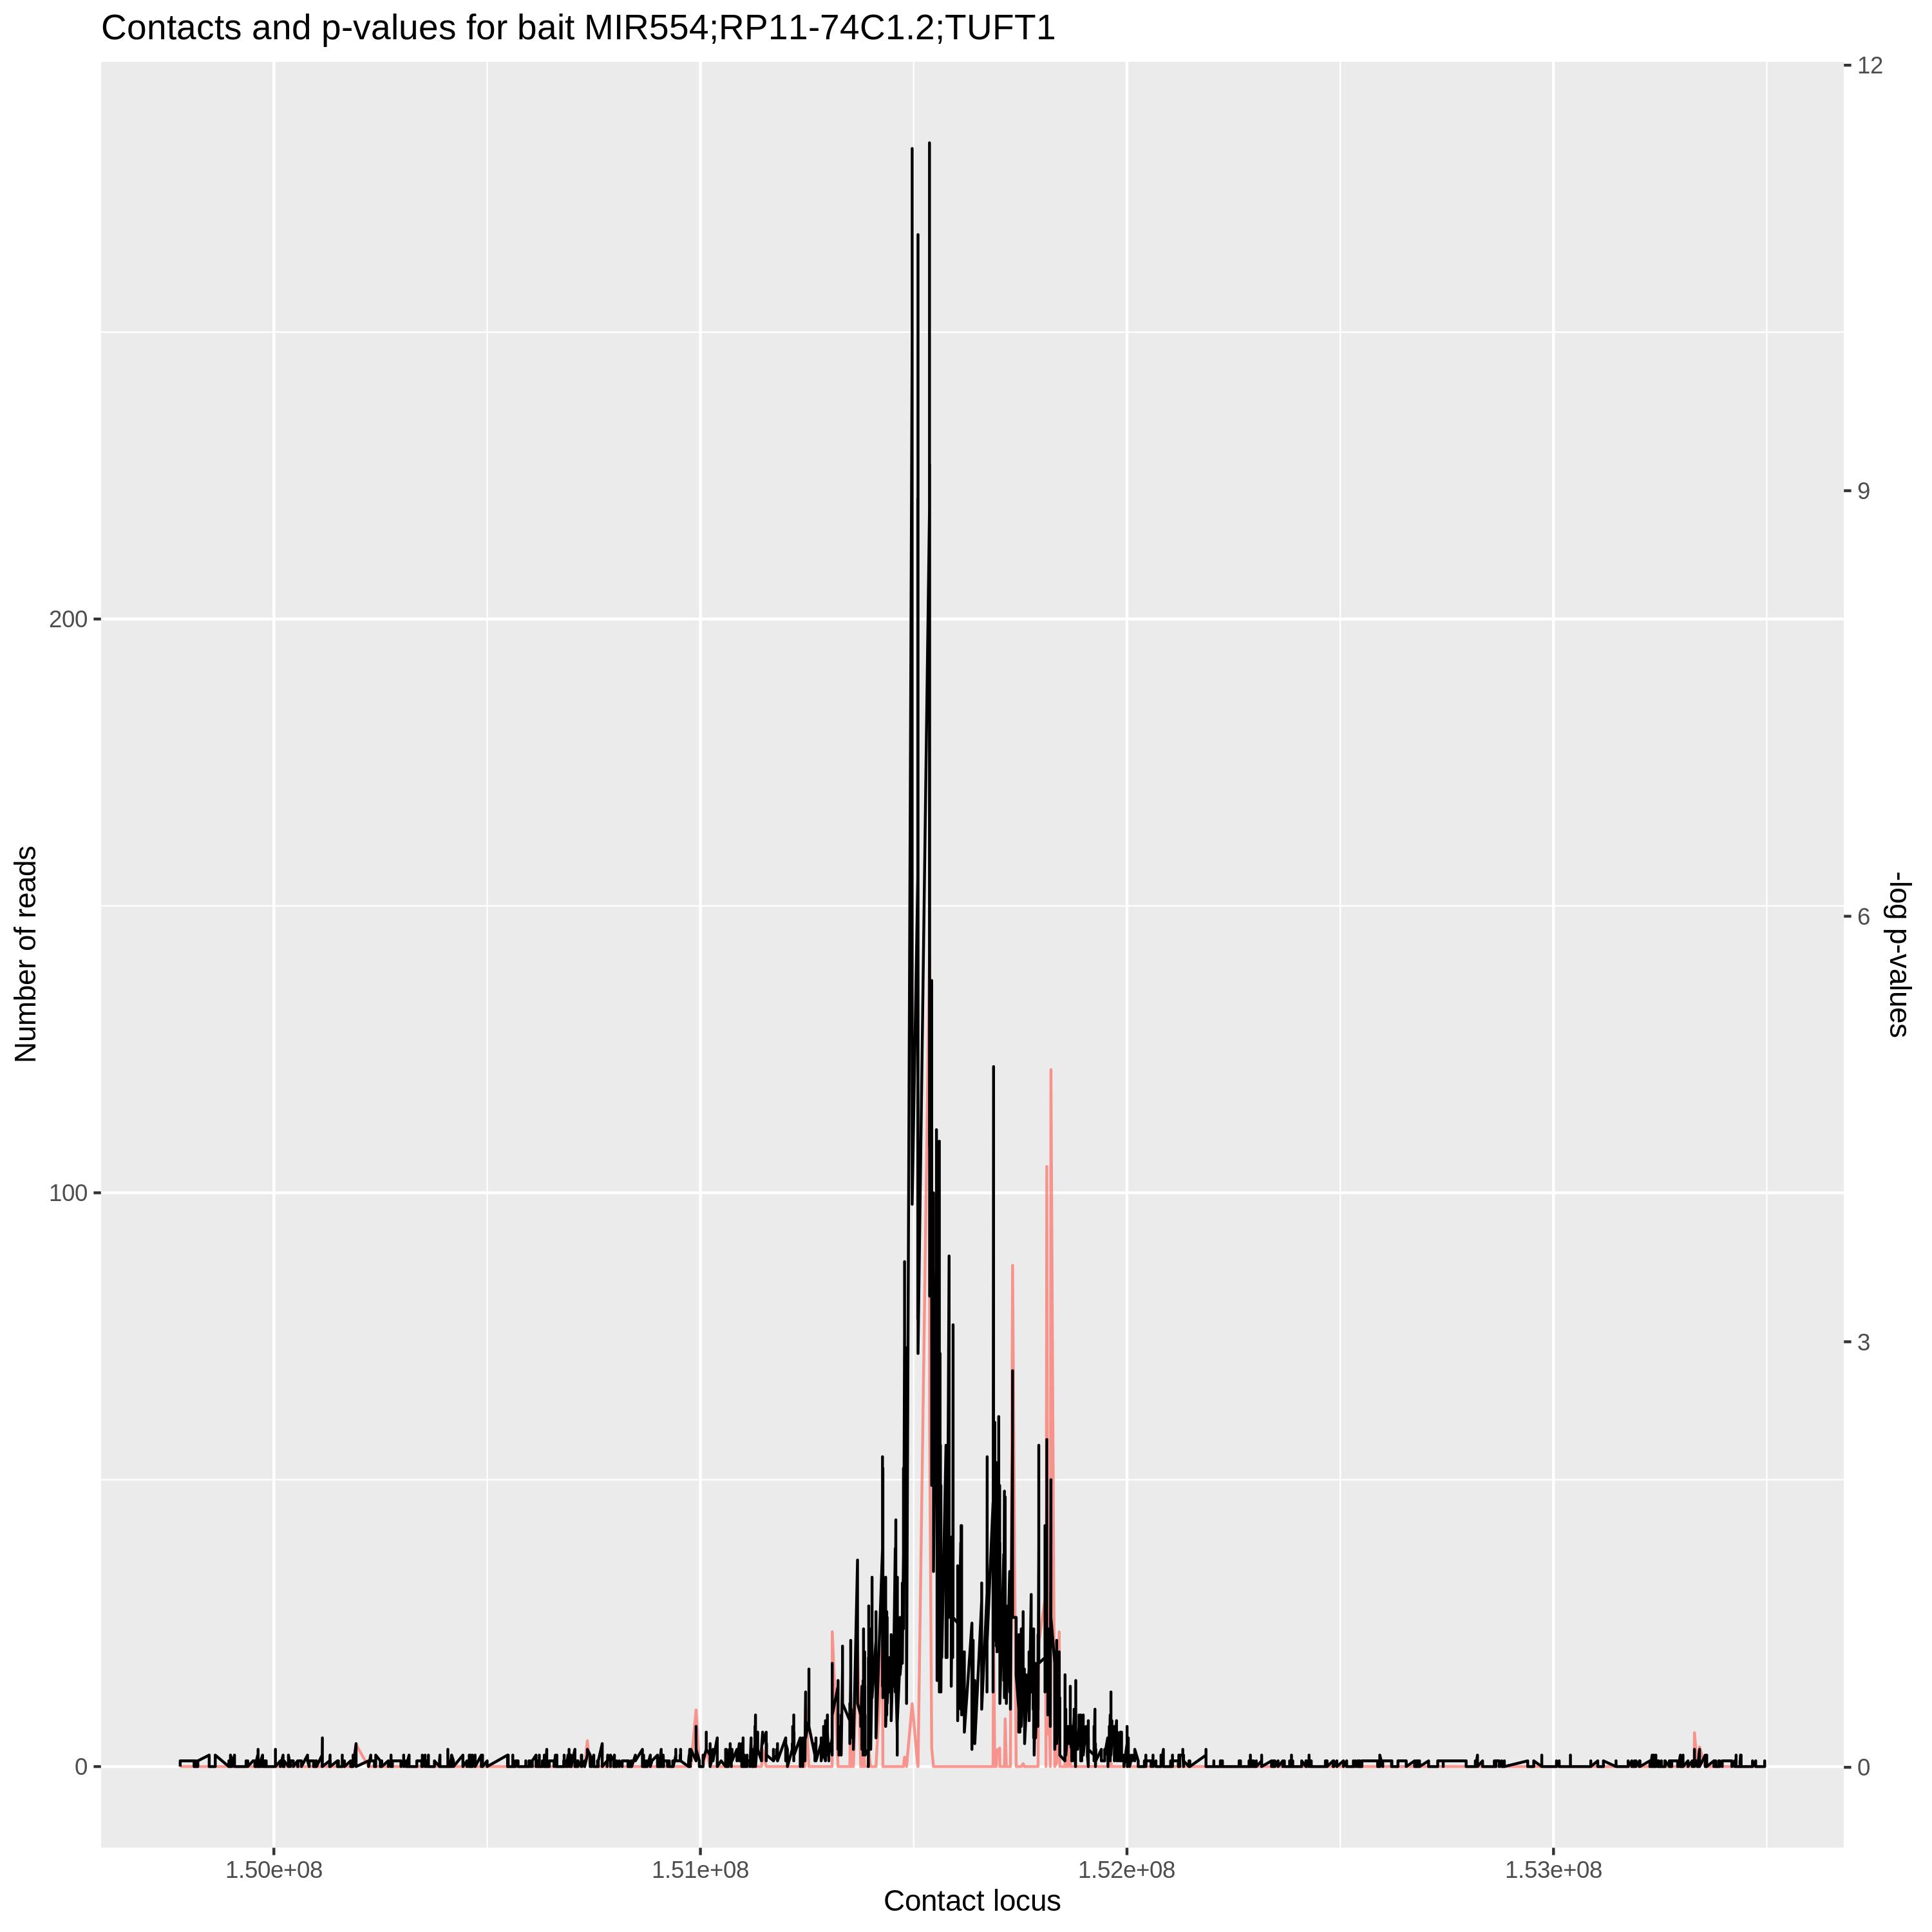 Contacts and p-values for bait MIR554;RP11-74C1.2;TUFT1
12
9
6
3
0
-log p-values
200
100
0
Number of reads
1.50e+08 1.51e+08 1.52e+08 1.53e+08
Contact locus